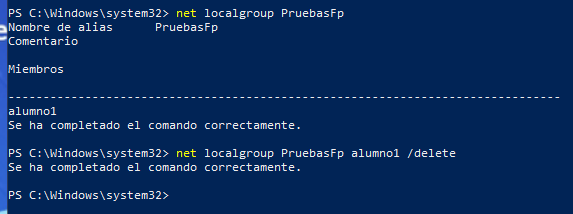 PS C:\Windows\system32> net localgroup PruebasFp
Nombre de alias      PruebasFp
Comentario
Miembros
-------------------------------------------------------------------------------
alumno1
Se ha completado el comando correctamente.
PS C:\Windows\system32> net localgroup PruebasFp alumno1 /delete
Se ha completado el comando correctamente.
PS C:\Windows\system32>